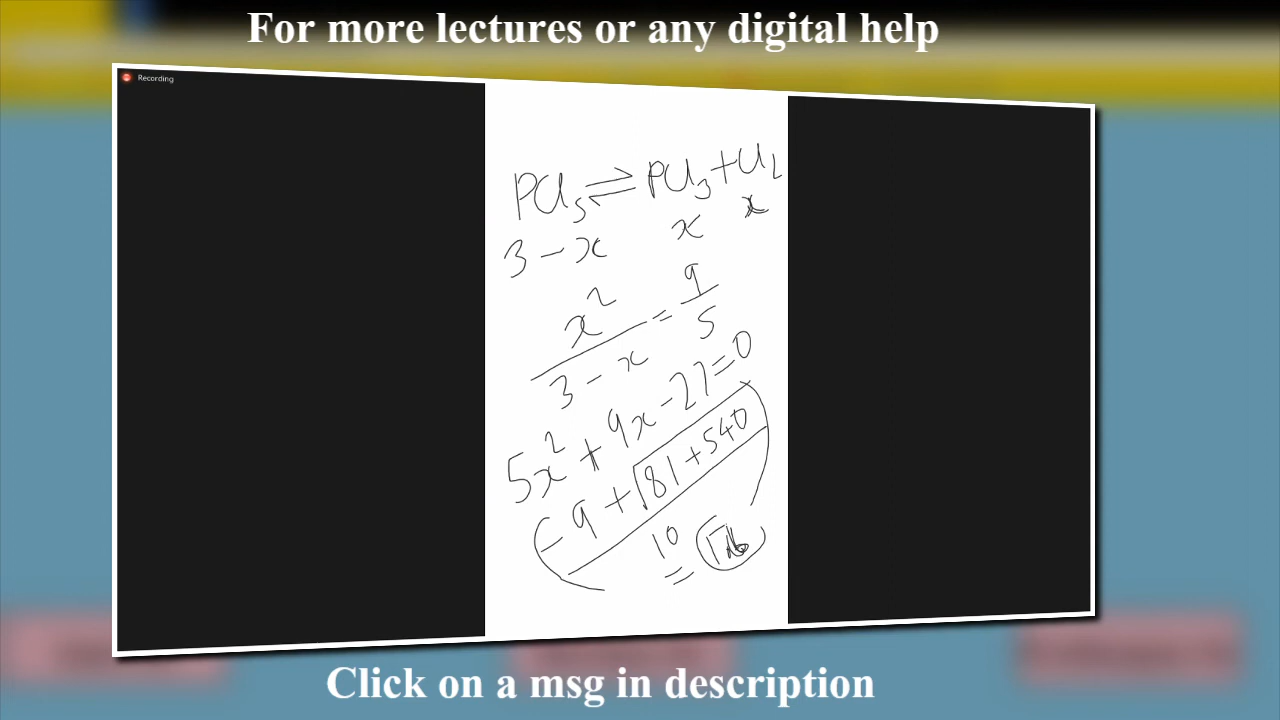 For more lectures or any digital help
Recording
PCl5 ⇌ PCl3 + Cl2
3 - x x x
x² / 3 - x = 9 / 5
5x² + 9x - 27 = 0
- 9 + √81 + 540 / 10
=
Click on a msg in description